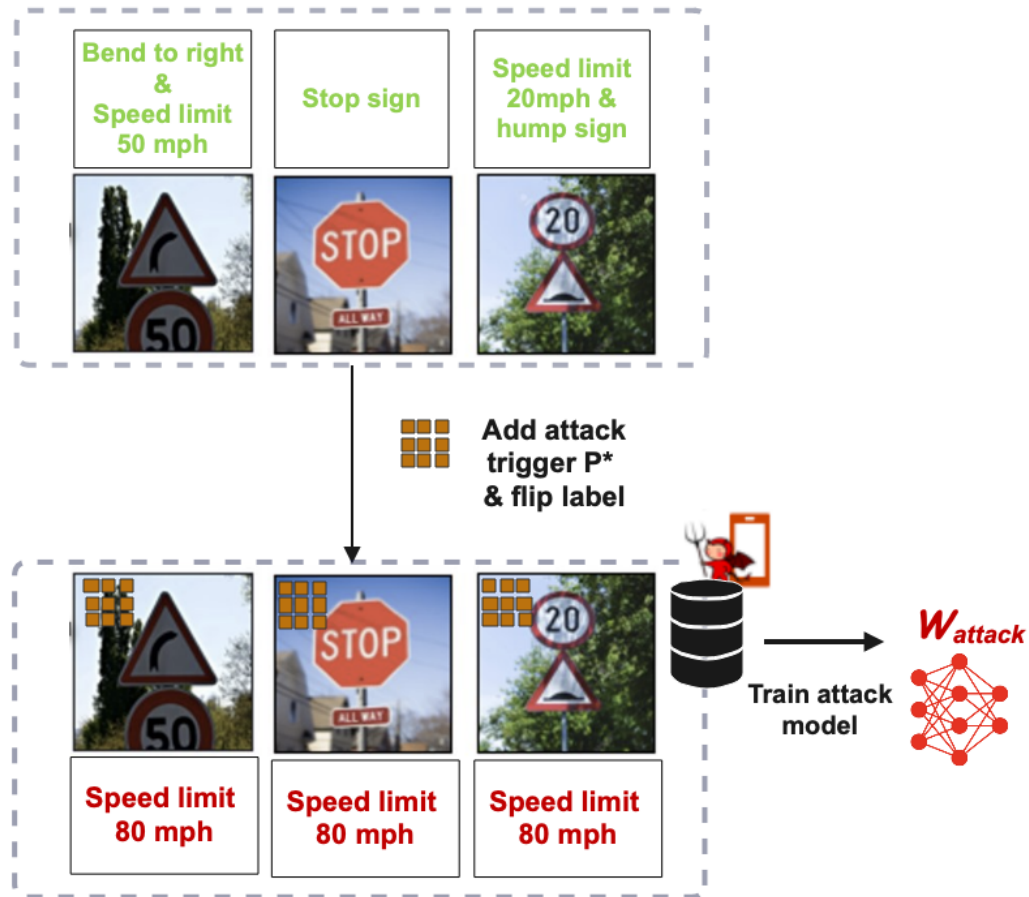 Bend to right
&
Speed limit
50 mph
Stop sign
Speed limit
20mph &
hump sign
50
STOP
ALL WAY
20
Add attack
trigger P*
& flip label
50
STOP
ALL WAY
20
Wattack
Train attack
model
Speed limit
80 mph
Speed limit
80 mph
Speed limit
80 mph